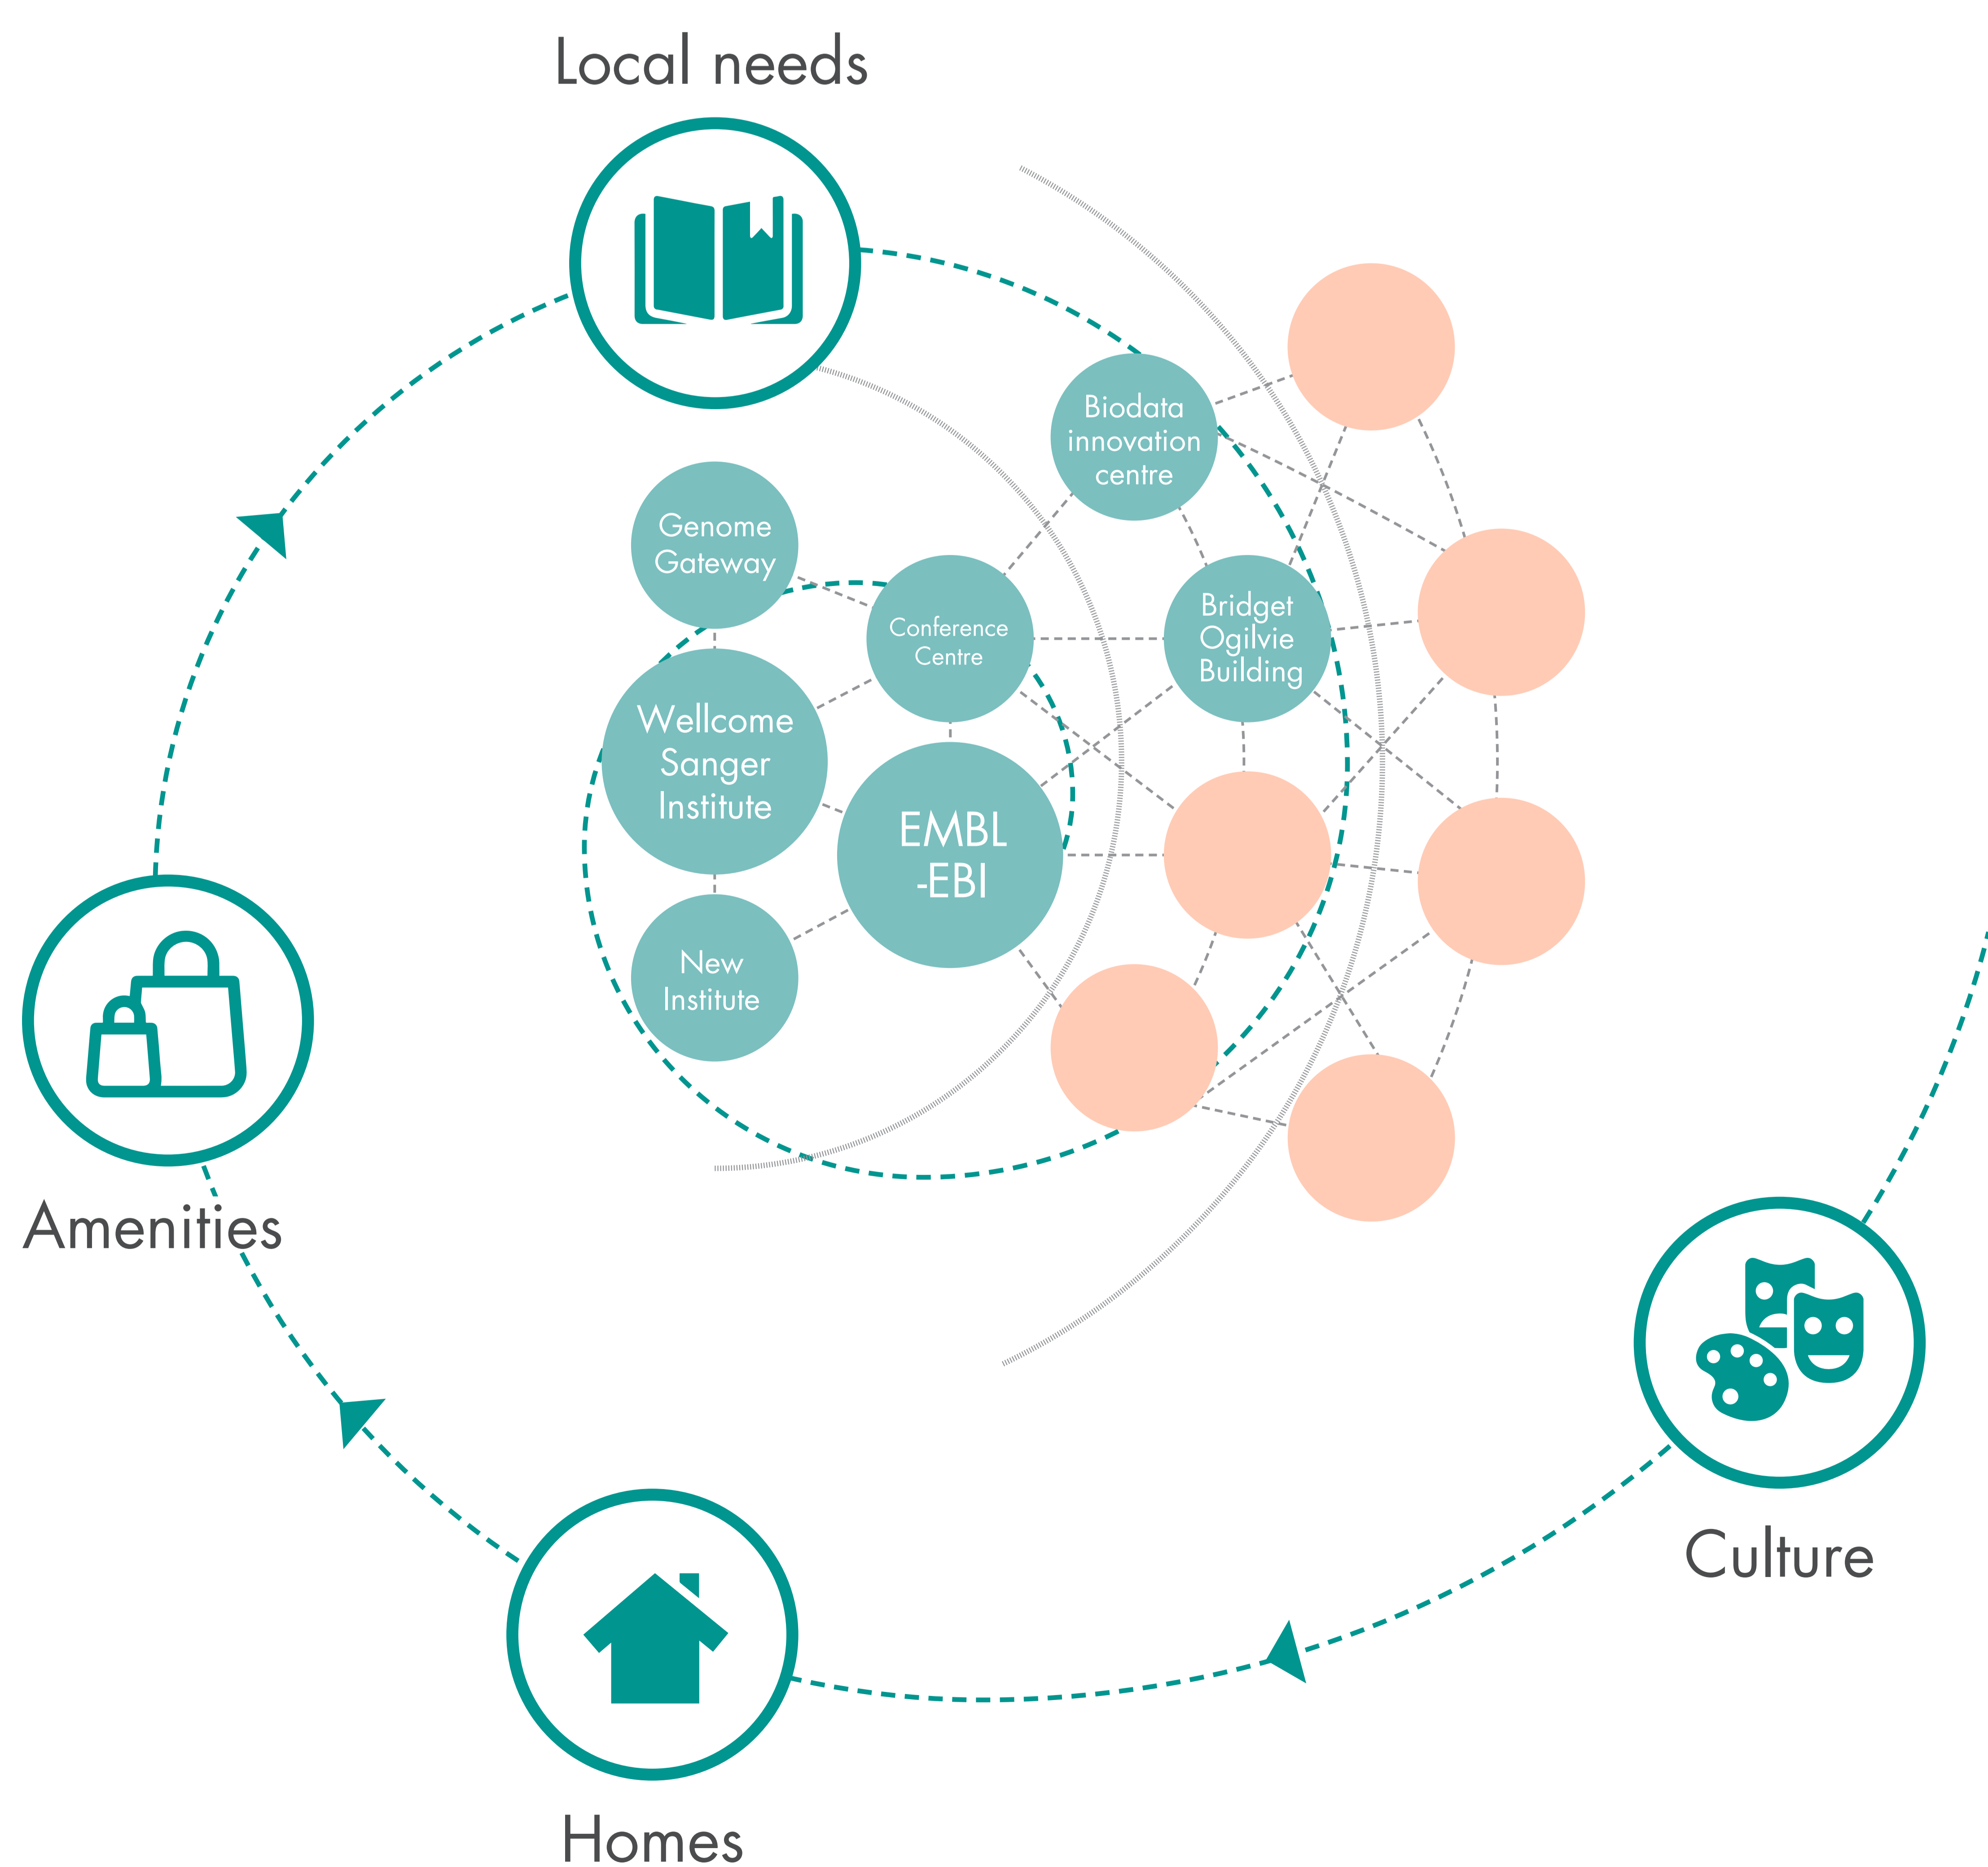 Local needs
Biodata
innovation
centre
Genome
Gateway
Conference
Centre
Bridget
Ogilvie
Building
Wellcome
Sanger
Institute
EMBL
-EBI
New
Institute
Amenities
Culture
Homes